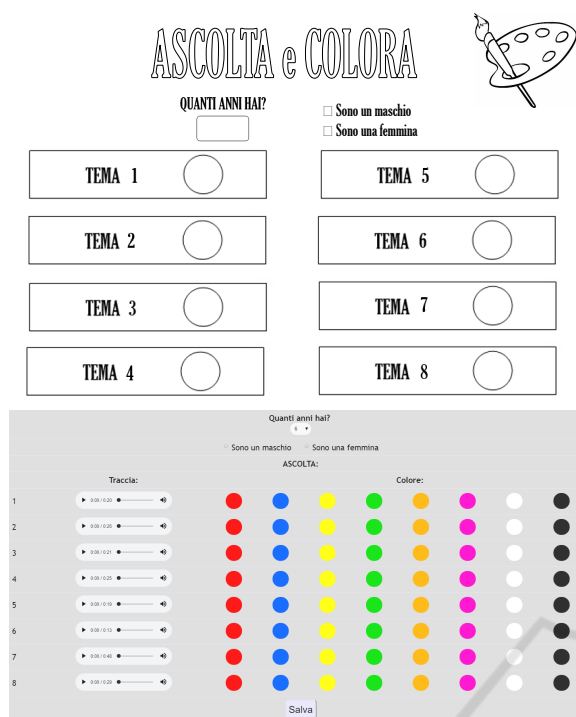 ASCOLTA e COLORA
QUANTI ANNI HAI?
Sono un maschio
Sono una femmina
TEMA 1
TEMA 2
TEMA 3
TEMA 4
TEMA 5
TEMA 6
TEMA 7
TEMA 8
Quanti anni hai?
6
Sono un maschio Sono una femmina
ASCOLTA:
Traccia: Colore:
1 0:00 / 0:20
2 0:00 / 0:26
3 0:00 / 0:21
4 0:00 / 0:25
5 0:00 / 0:19
6 0:00 / 0:13
7 0:00 / 0:48
8 0:00 / 0:29
Salva